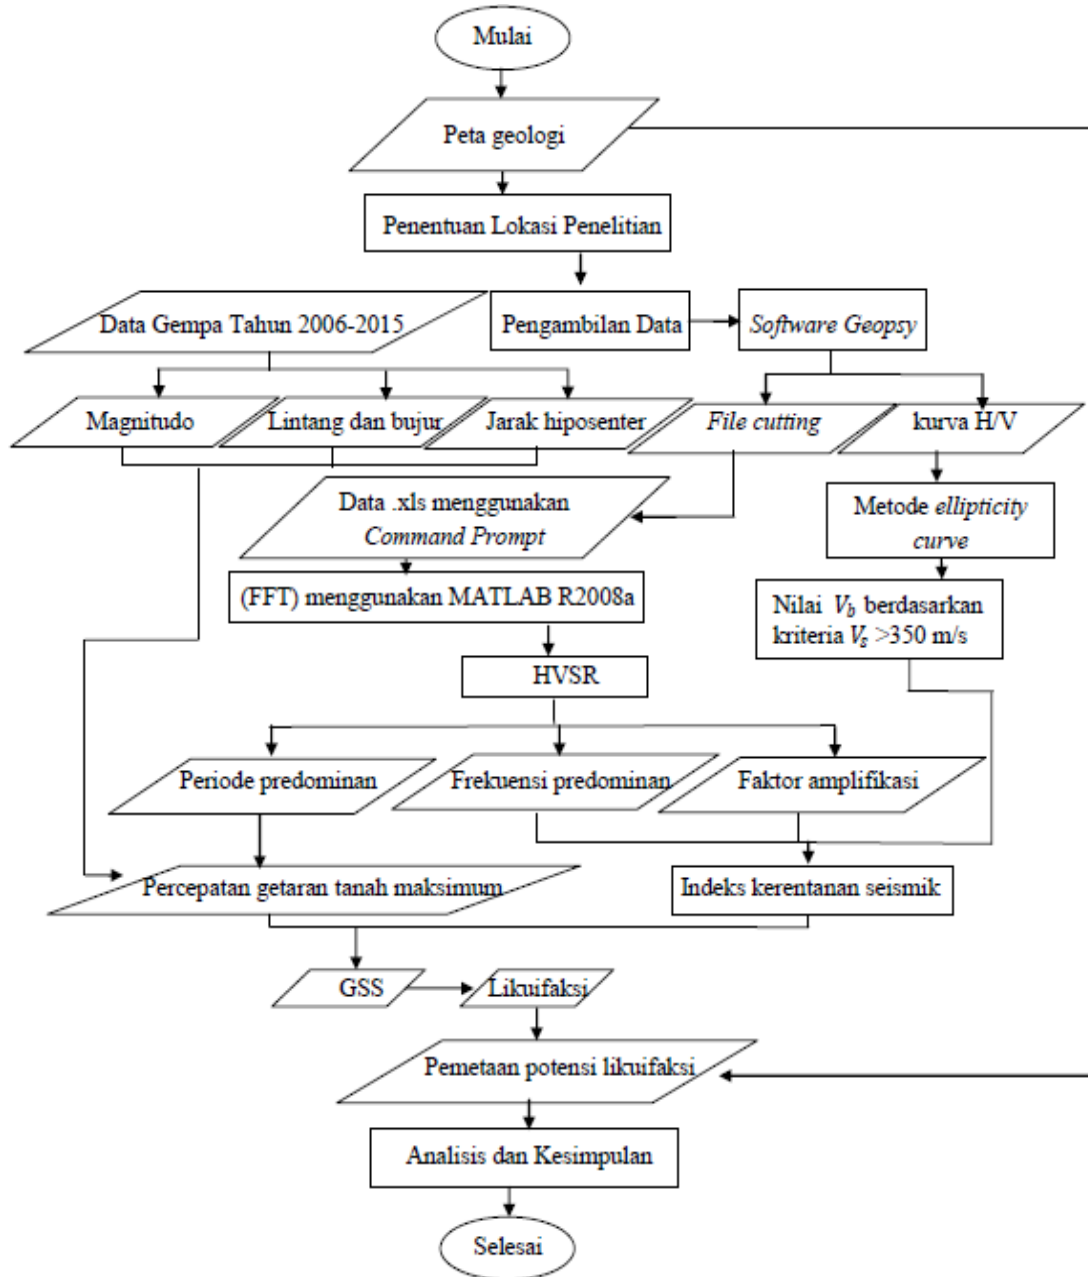 Mulai
Peta geologi
Penentuan Lokasi Penelitian
Data Gempa Tahun 2006-2015
Pengambilan Data
Software Geopsy
Magnitudo
Lintang dan bujur
Jarak hiposenter
File cutting
kurva H/V
Data .xls menggunakan
Command Prompt
Metode ellipticity
curve
(FFT) menggunakan MATLAB R2008a
Nilai Vb berdasarkan
kriteria Vs >350 m/s
HVSR
Periode predominan
Frekuensi predominan
Faktor amplifikasi
Percepatan getaran tanah maksimum
Indeks kerentanan seismik
GSS
Likuifaksi
Pemetaan potensi likuifaksi
Analisis dan Kesimpulan
Selesai